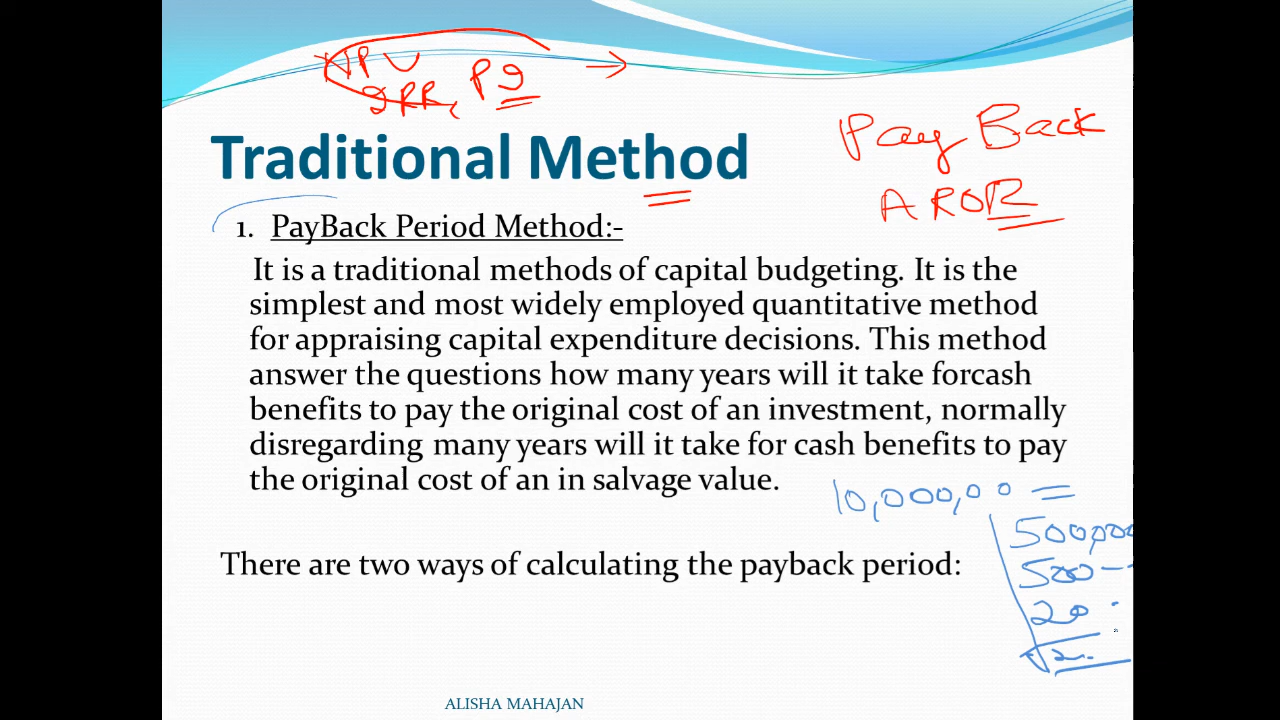 NPV
IRR, PI →
Pay Back
Traditional Method
AROR
1. PayBack Period Method:-
It is a traditional methods of capital budgeting. It is the
simplest and most widely employed quantitative method
for appraising capital expenditure decisions. This method
answer the questions how many years will it take forcash
benefits to pay the original cost of an investment, normally
disregarding many years will it take for cash benefits to pay
the original cost of an in salvage value.
10,000,00 =
500,000
500
There are two ways of calculating the payback period:
20
ALISHA MAHAJAN